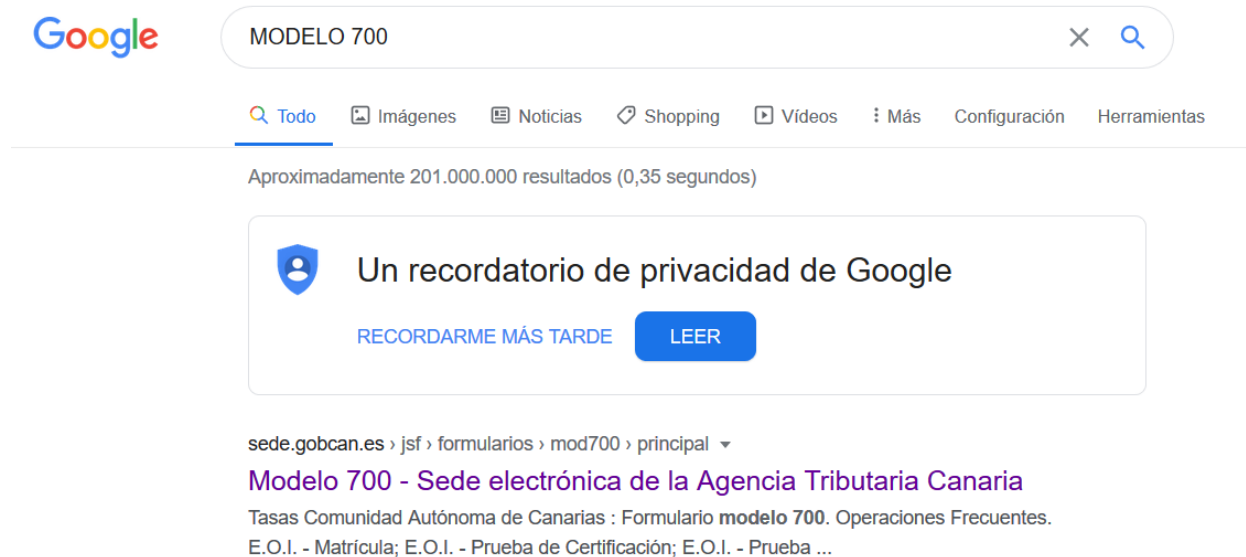 Google MODELO 700
Todo Imágenes Noticias Shopping Vídeos Más Configuración Herramientas
Aproximadamente 201.000.000 resultados (0,35 segundos)
Un recordatorio de privacidad de Google
RECORDARME MÁS TARDE LEER
sede.gobcan.es › jsf › formularios › mod700 › principal
Modelo 700 - Sede electrónica de la Agencia Tributaria Canaria
Tasas Comunidad Autónoma de Canarias : Formulario modelo 700. Operaciones Frecuentes.
E.O.I. - Matrícula; E.O.I. - Prueba de Certificación; E.O.I. - Prueba ...